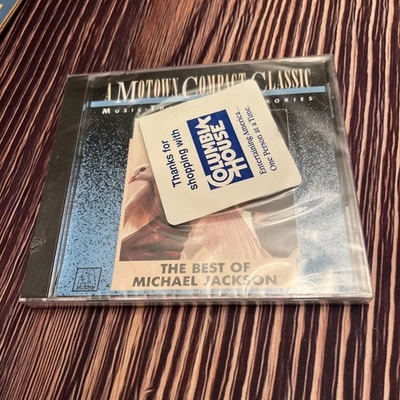 A MOTOWN COMPACT CLASSIC
MUSIC
Thanks for
shopping with
COLUMBIA
HOUSE
Entertaining America...
One Person at a Time.
THE BEST OF
MICHAEL JACKSON